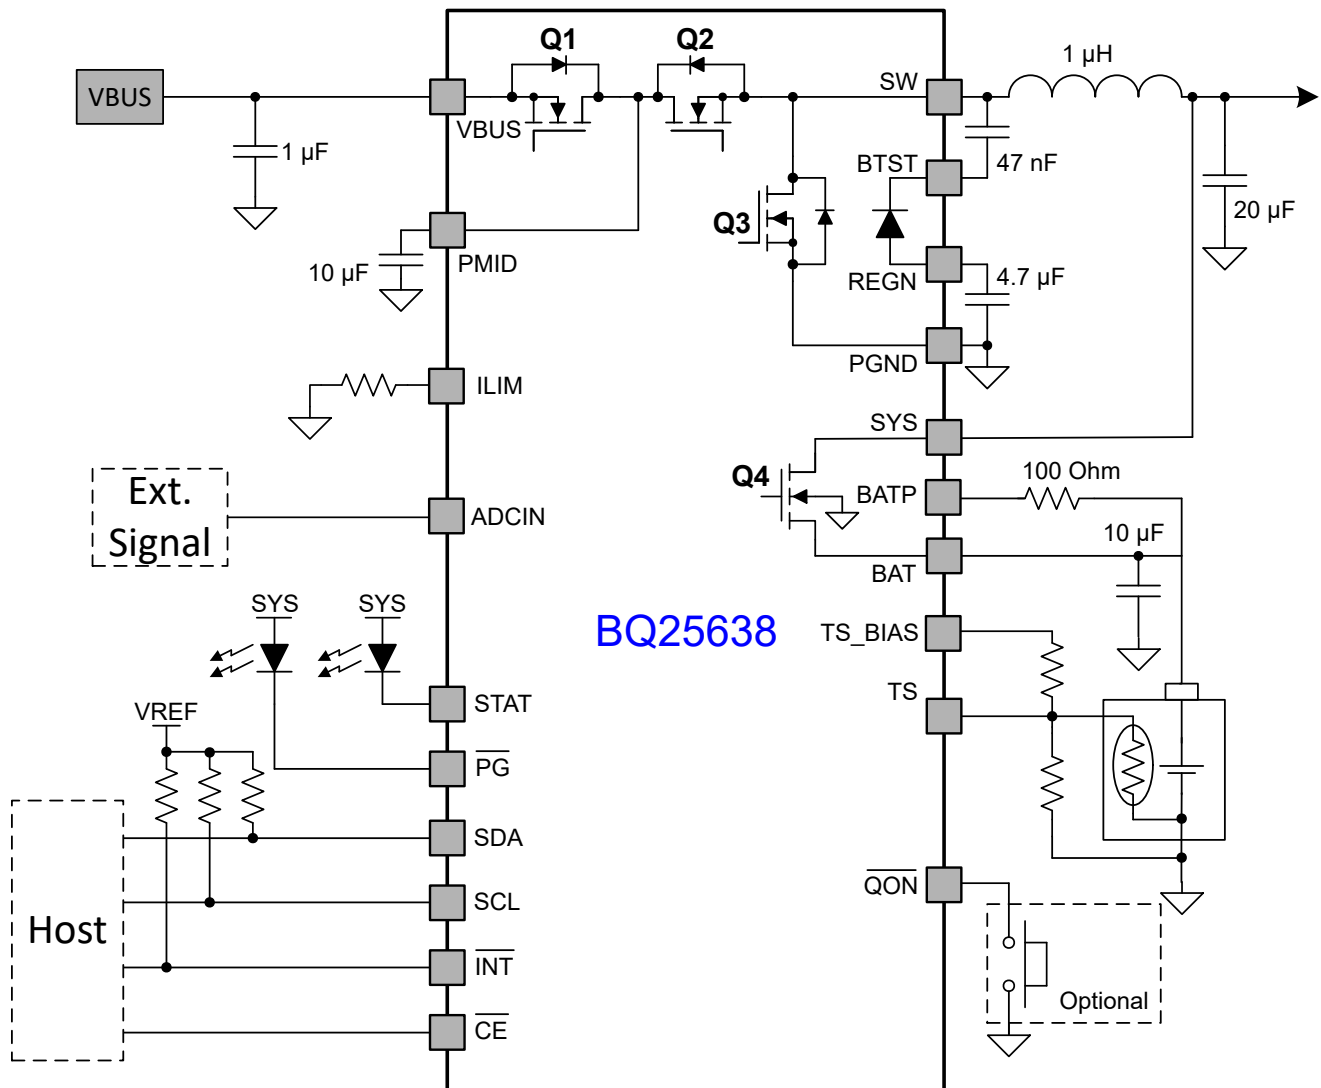 Q1
Q2
1 µH
VBUS
VBUS
SW
1 µF
BTST
47 nF
Q3
20 µF
PMID
10 µF
REGN
4.7 µF
PGND
ILIM
SYS
Q4
100 Ohm
BATP
Ext.
Signal
ADCIN
10 µF
BAT
SYS
SYS
BQ25638
TS_BIAS
TS
STAT
VREF
PG
SDA
QON
SCL
Host
INT
Optional
CE